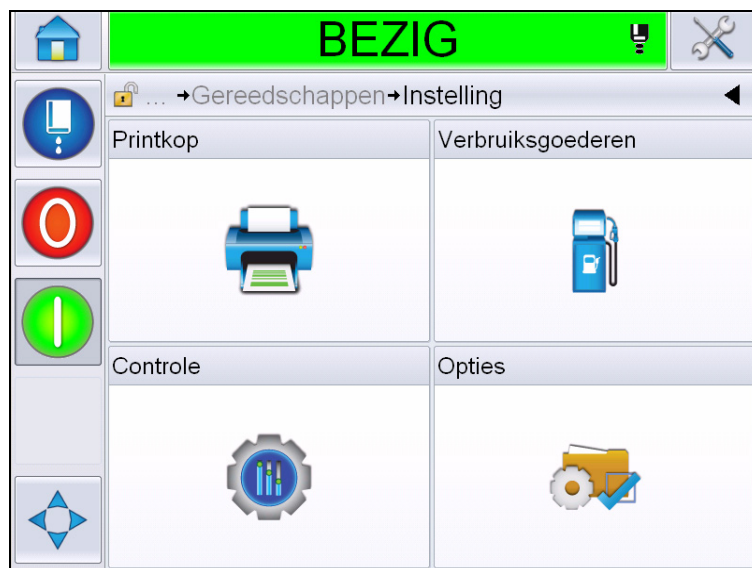 BEZIG
... →Gereedschappen→Instelling
Printkop
Verbruiksgoederen
Controle
Opties